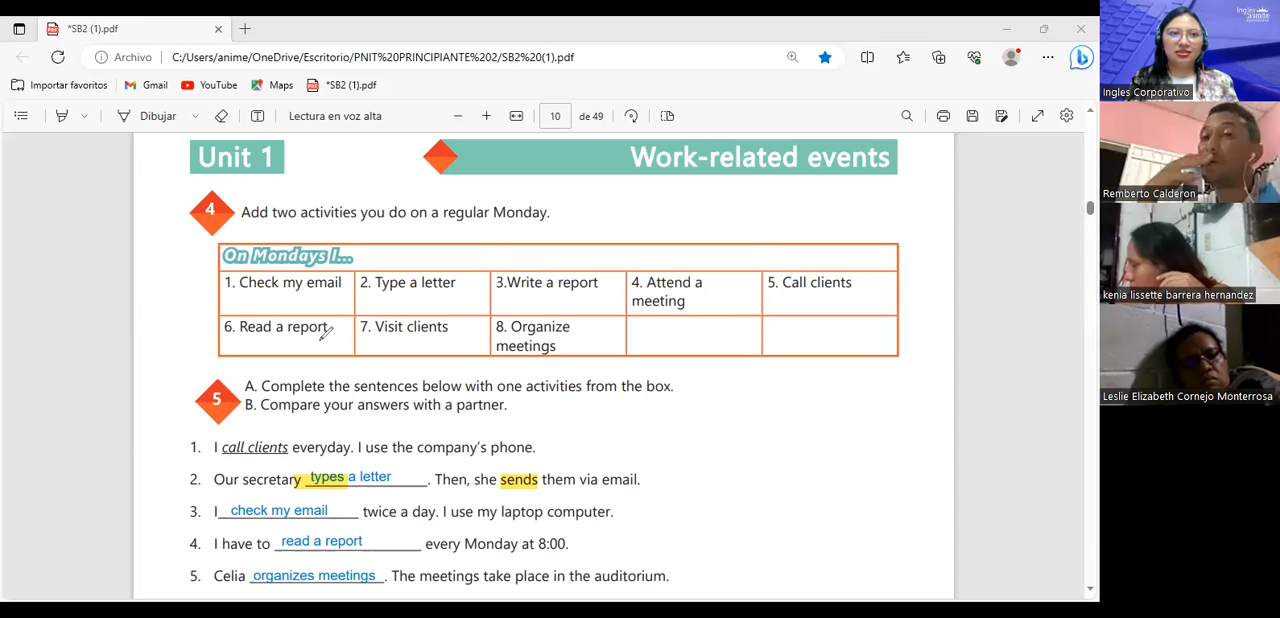 *SB2 (1).pdf
Archivo
C:/Users/anime/OneDrive/Escritorio/PNIT%20PRINCIPIANTE%202/SB2%20(1).pdf
Importar favoritos
Gmail
YouTube
Maps
*SB2 (1).pdf
Dibujar
Lectura en voz alta
10
de 49
Unit 1
Work-related events
4
Add two activities you do on a regular Monday.
On Mondays I...
1. Check my email
2. Type a letter
3.Write a report
4. Attend a
meeting
5. Call clients
6. Read a report
7. Visit clients
8. Organize
meetings
5
A. Complete the sentences below with one activities from the box.
B. Compare your answers with a partner.
1. I call clients everyday. I use the company's phone.
2. Our secretary types a letter. Then, she sends them via email.
3. I check my email twice a day. I use my laptop computer.
4. I have to read a report every Monday at 8:00.
5. Celia organizes meetings. The meetings take place in the auditorium.
Ingles Corporativo
Remberto Calderon
kenia lissette barrera hernandez
Leslie Elizabeth Cornejo Monterrosa